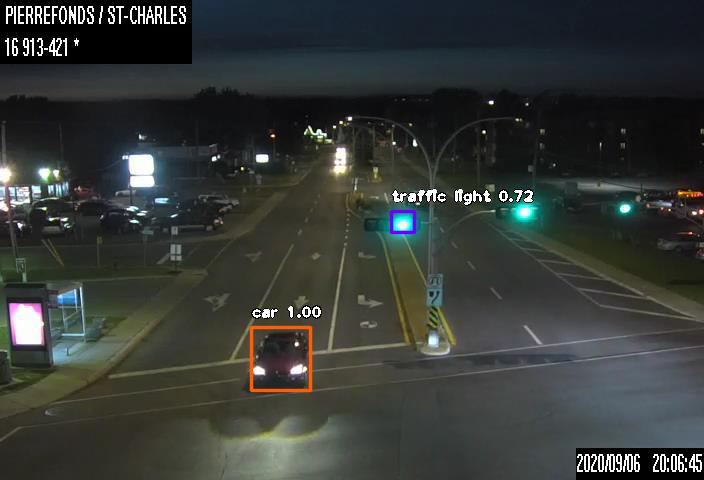 PIERREFONDS / ST-CHARLES
16 913-421 *
traffic light 0.72
car 1.00
2020/09/06 20:06:45